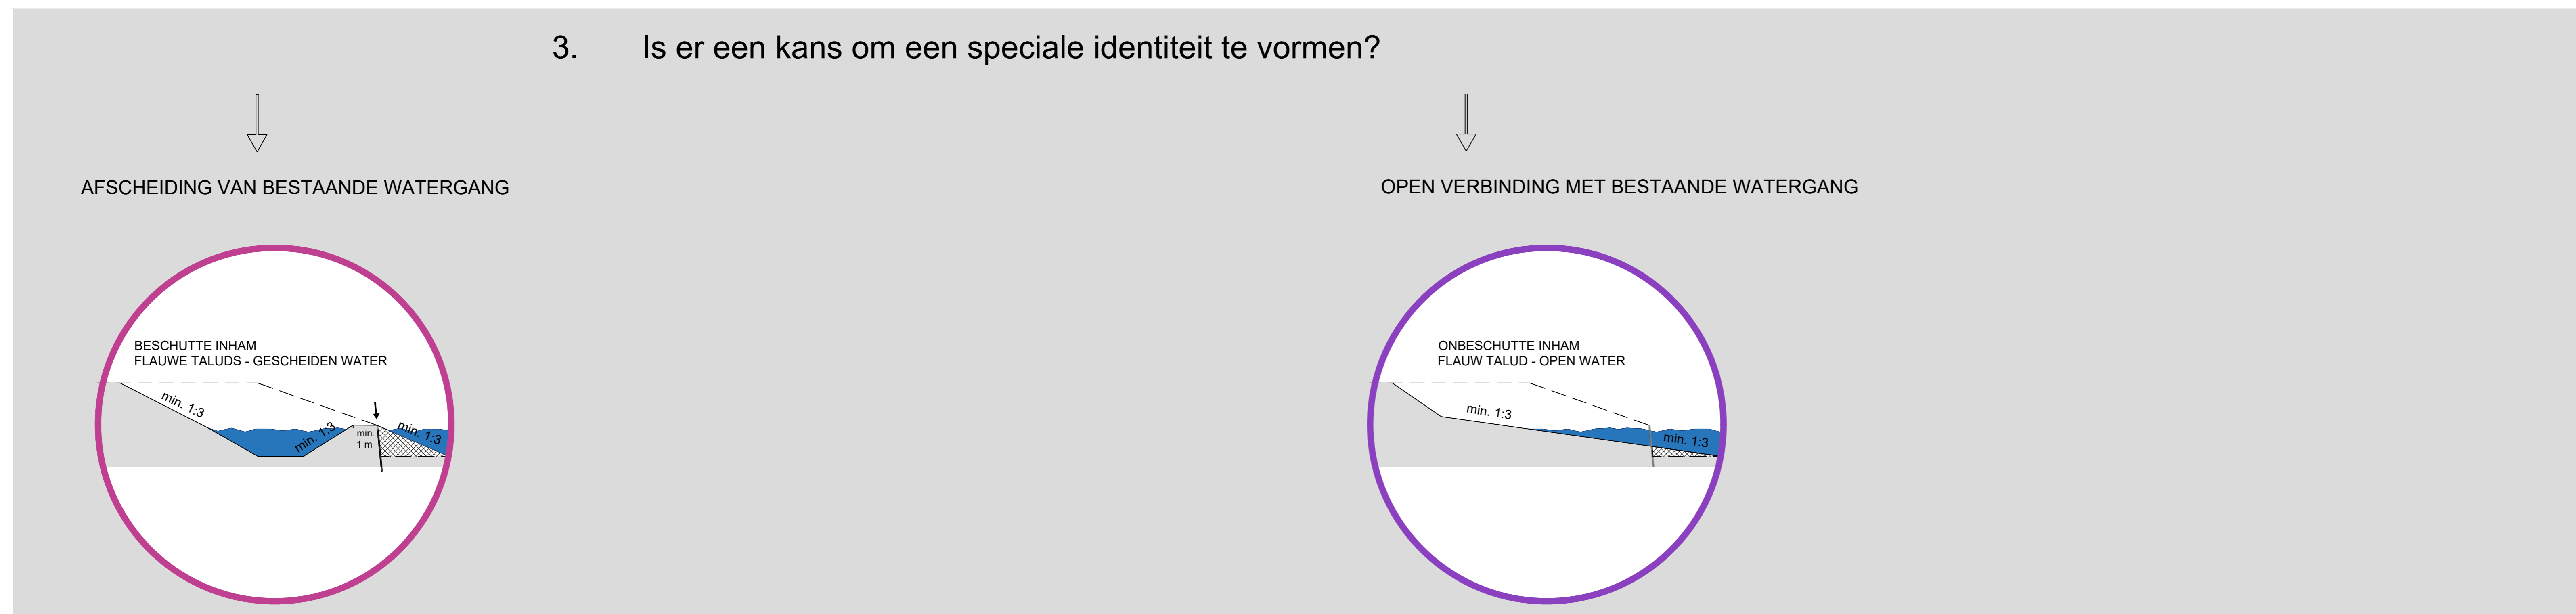 3. Is er een kans om een speciale identiteit te vormen?
AFSCHEIDING VAN BESTAANDE WATERGANG
OPEN VERBINDING MET BESTAANDE WATERGANG
BESCHUTTE INHAM
FLAUWE TALUDS - GESCHEIDEN WATER
min. 1:3
min. 1:3
min.
1 m
min. 1:3
ONBESCHUTTE INHAM
FLAUW TALUD - OPEN WATER
min. 1:3
min. 1:3